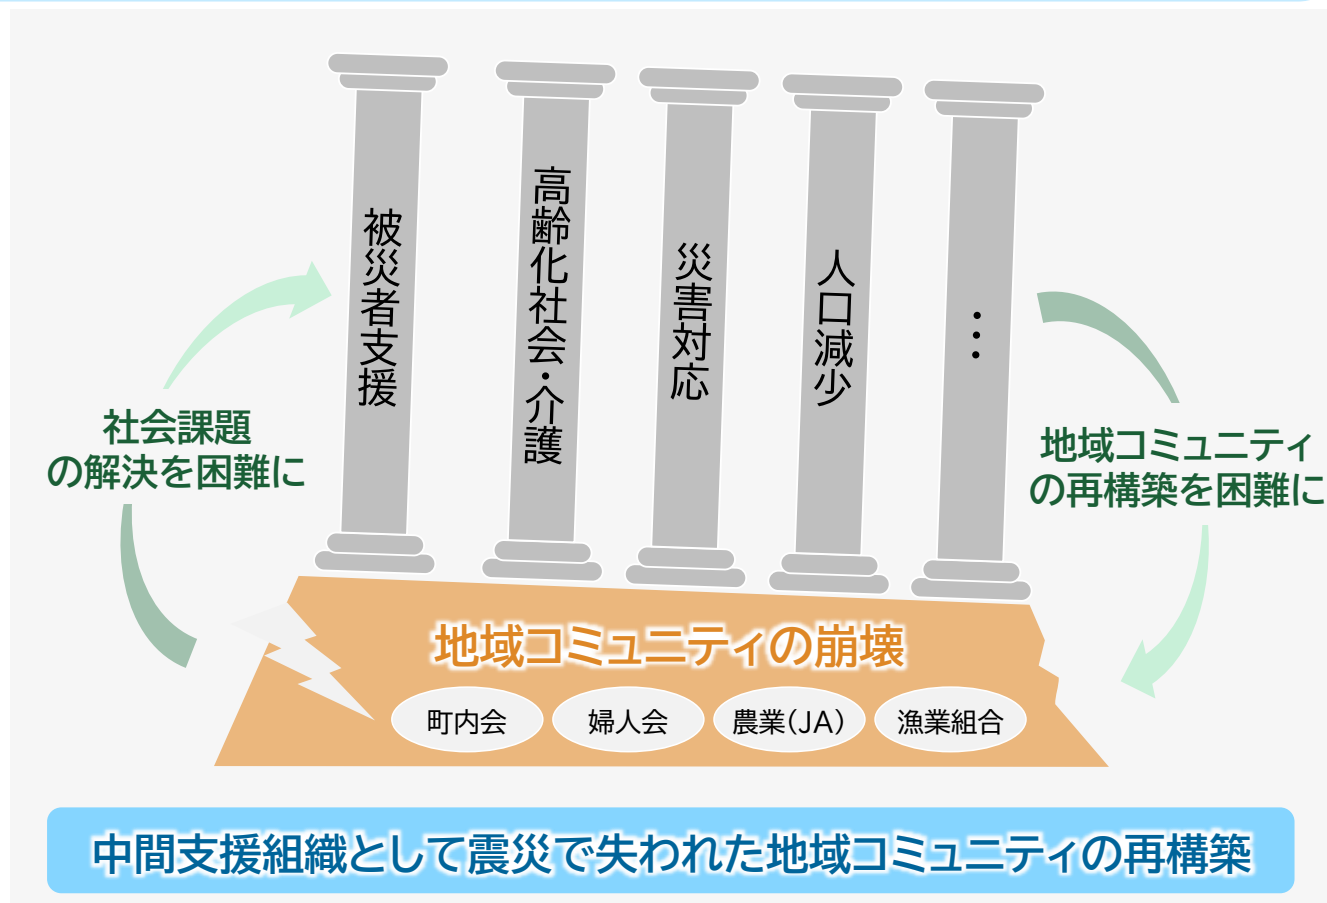 被災者支援
高齢化社会・介護
災害対応
人口減少
・・・
社会課題
の解決を困難に
地域コミュニティ
の再構築を困難に
地域コミュニティの崩壊
町内会
婦人会
農業(JA)
漁業組合
中間支援組織として震災で失われた地域コミュニティの再構築